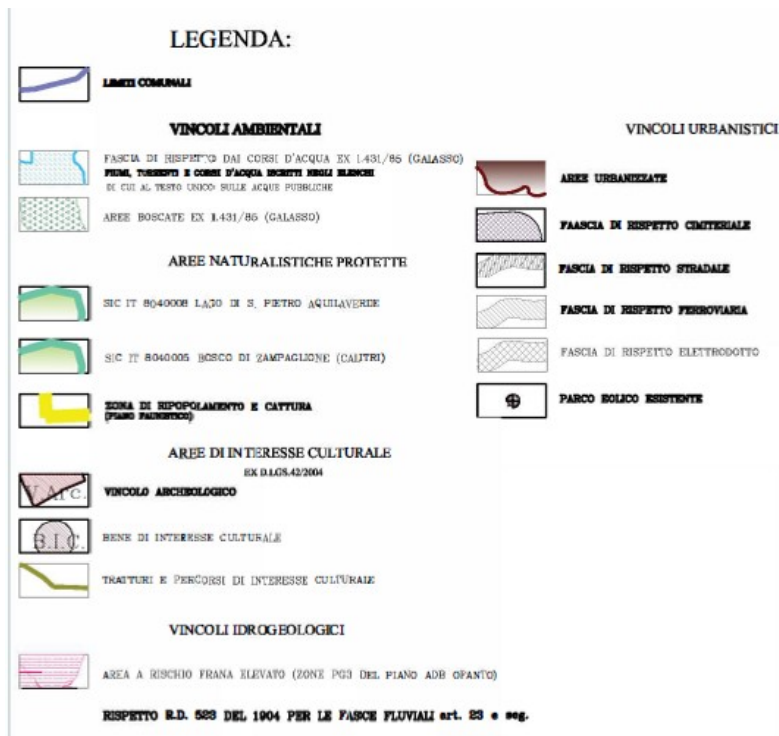 LEGENDA:
LIMITI COMUNALI
VINCOLI AMBIENTALI
FASCIA DI RISPETTO DAI CORSI D'ACQUA EX l.431/85 (GALASSO)
FIUMI, TORRENTI E CORSI D'ACQUA ISCRITTI NEGLI ELENCHI
DI CUI AL TESTO UNICO SULLE ACQUE PUBBLICHE
AREE BOSCATE EX l.431/85 (GALASSO)
AREE NATURALISTICHE PROTETTE
SIC IT 8040008 LAGO DI S. PIETRO AQUILAVERDE
SIC IT 8040005 BOSCO DI ZAMPAGLIONE (CALITRI)
ZONA DI RIPOPOLAMENTO E CATTURA
(PIANO FAUNISTICO)
AREE DI INTERESSE CULTURALE
EX D.LGS.42/2004
V.Arc.
VINCOLO ARCHEOLOGICO
B.I.C.
BENE DI INTERESSE CULTURALE
TRATTURI E PERCORSI DI INTERESSE CULTURALE
VINCOLI IDROGEOLOGICI
AREA A RISCHIO FRANA ELEVATO (ZONE PG3 DEL PIANO ADB OFANTO)
RISPETTO R.D. 523 DEL 1904 PER LE FASCE FLUVIALI art. 23 e seg.
VINCOLI URBANISTICI
AREE URBANIZZATE
FAASCIA DI RISPETTO CIMITERIALE
FASCIA DI RISPETTO STRADALE
FASCIA DI RISPETTO FERROVIARIA
FASCIA DI RISPETTO ELETTRODOTTO
PARCO EOLICO ESISTENTE